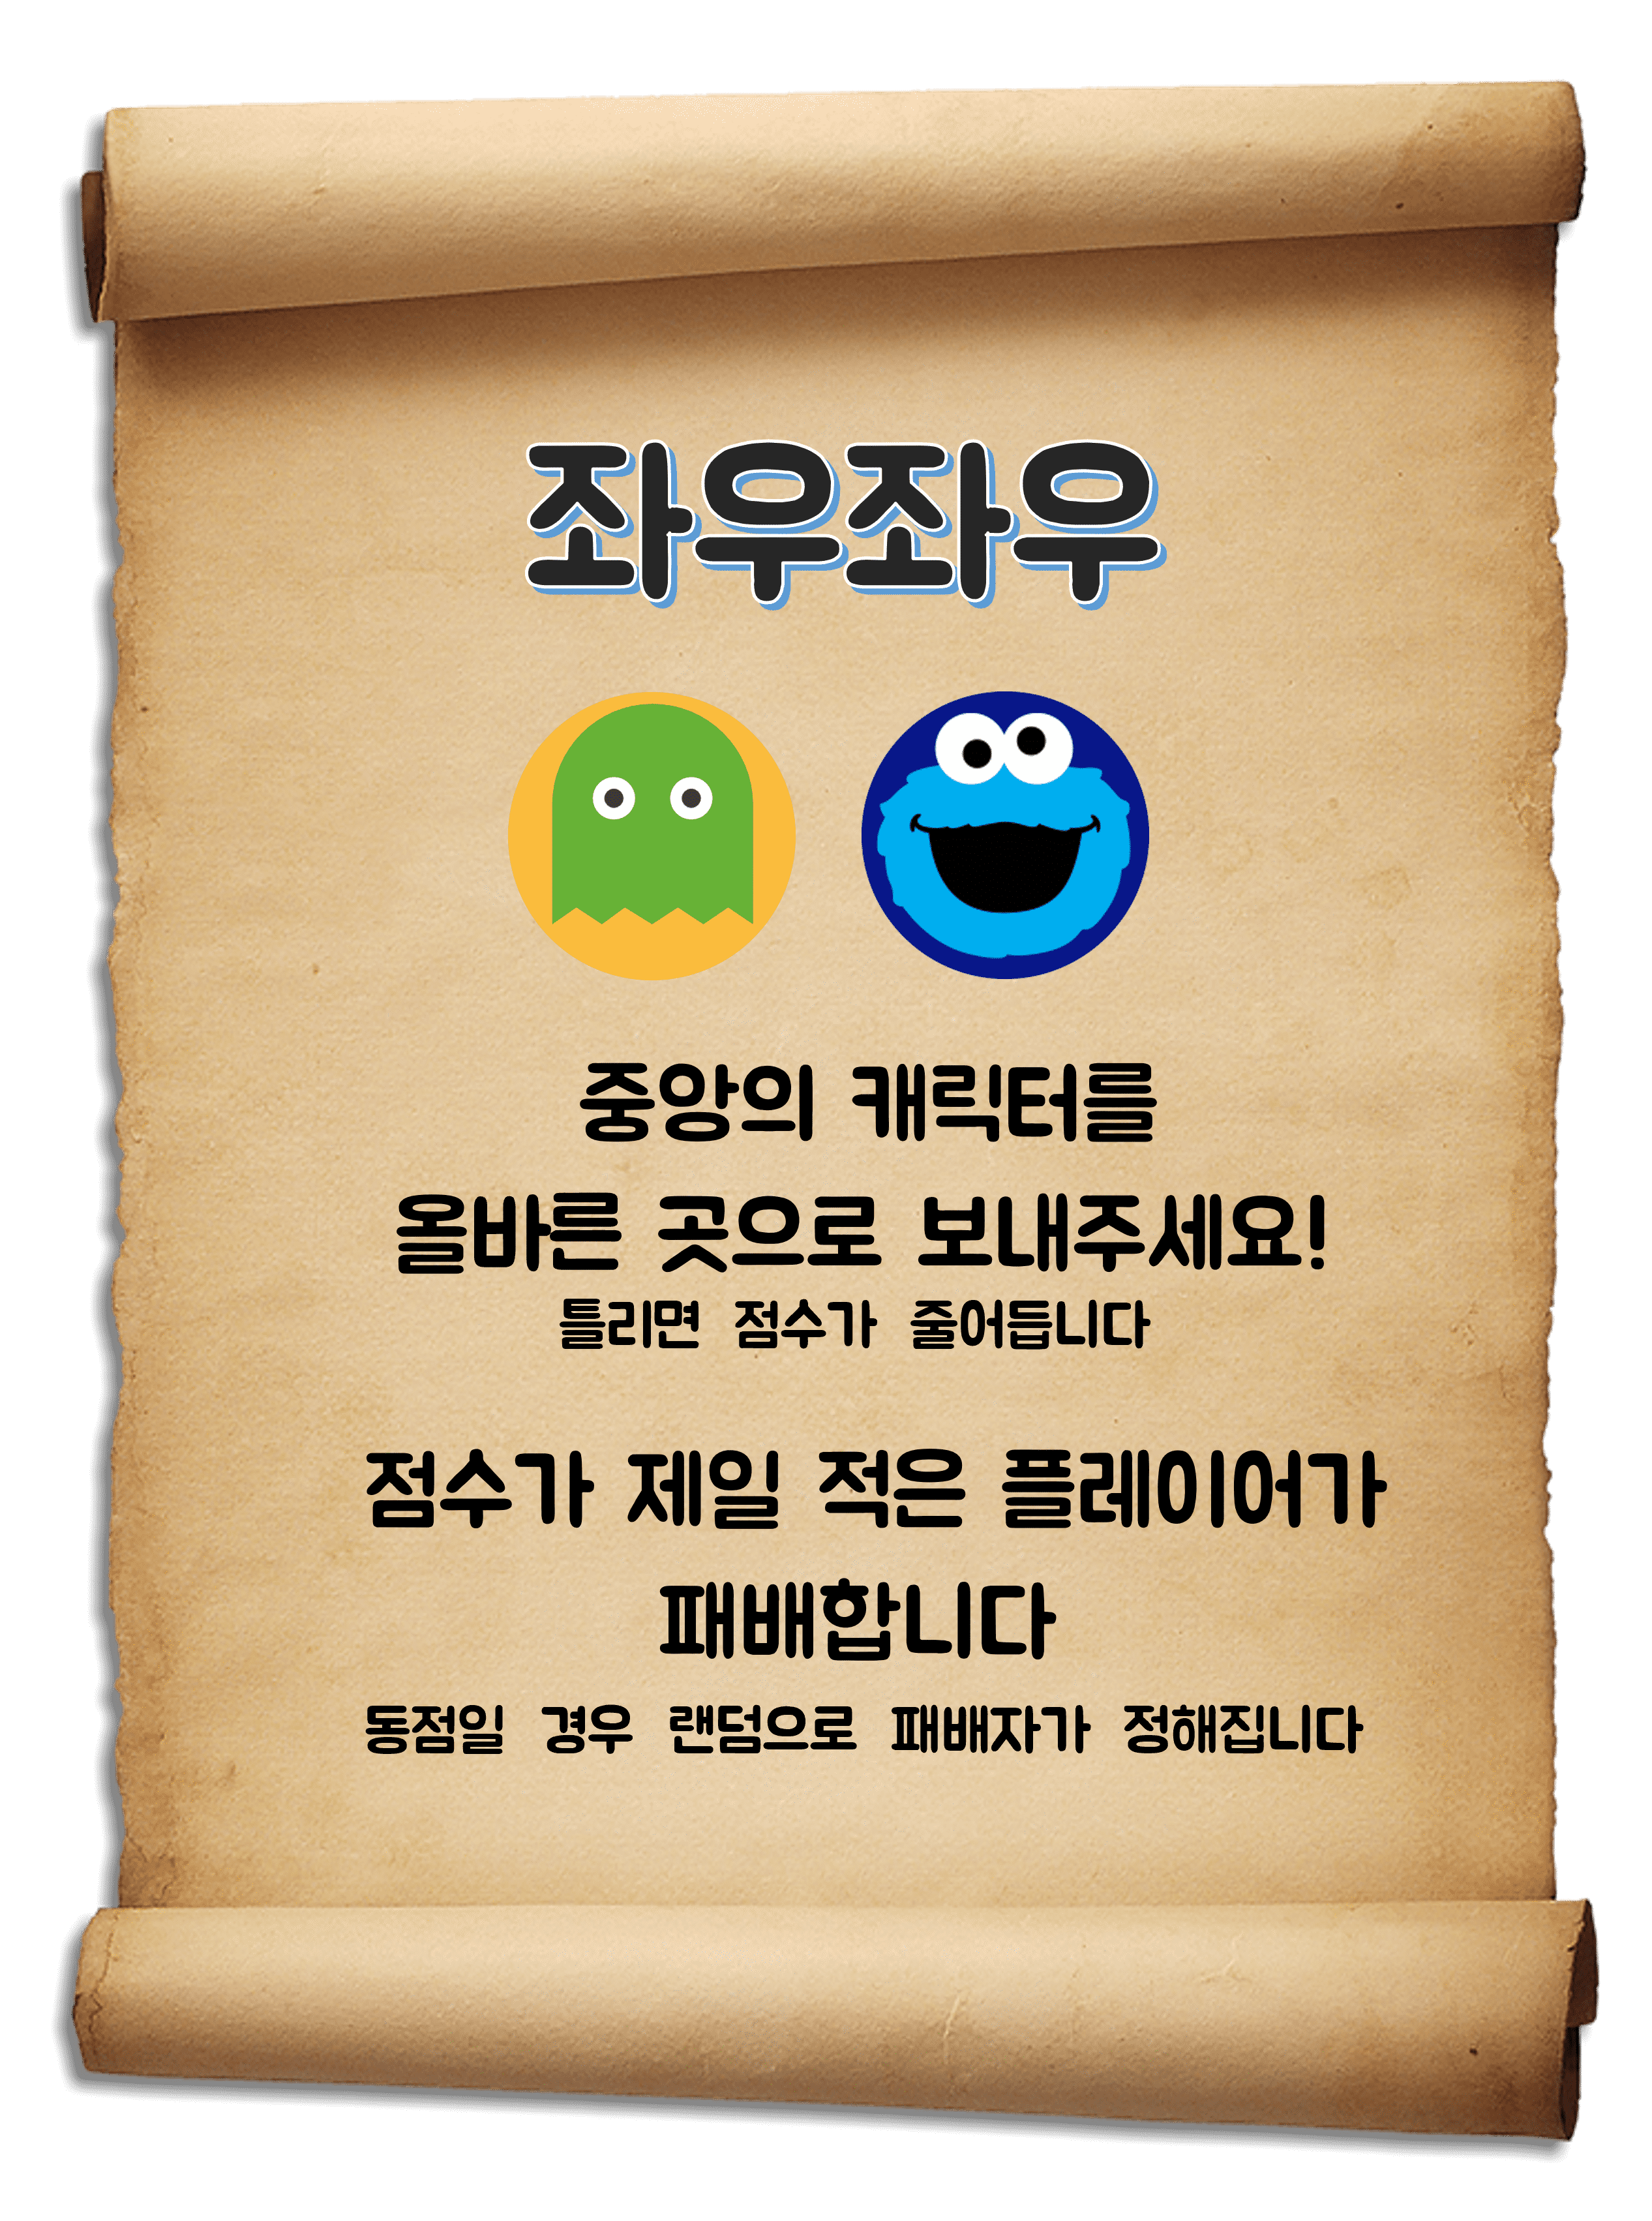 좌우좌우
중앙의 캐릭터를
올바른 곳으로 보내주세요!
틀리면 점수가 줄어듭니다
점수가 제일 적은 플레이어가
패배합니다
동점일 경우 랜덤으로 패배자가 정해집니다